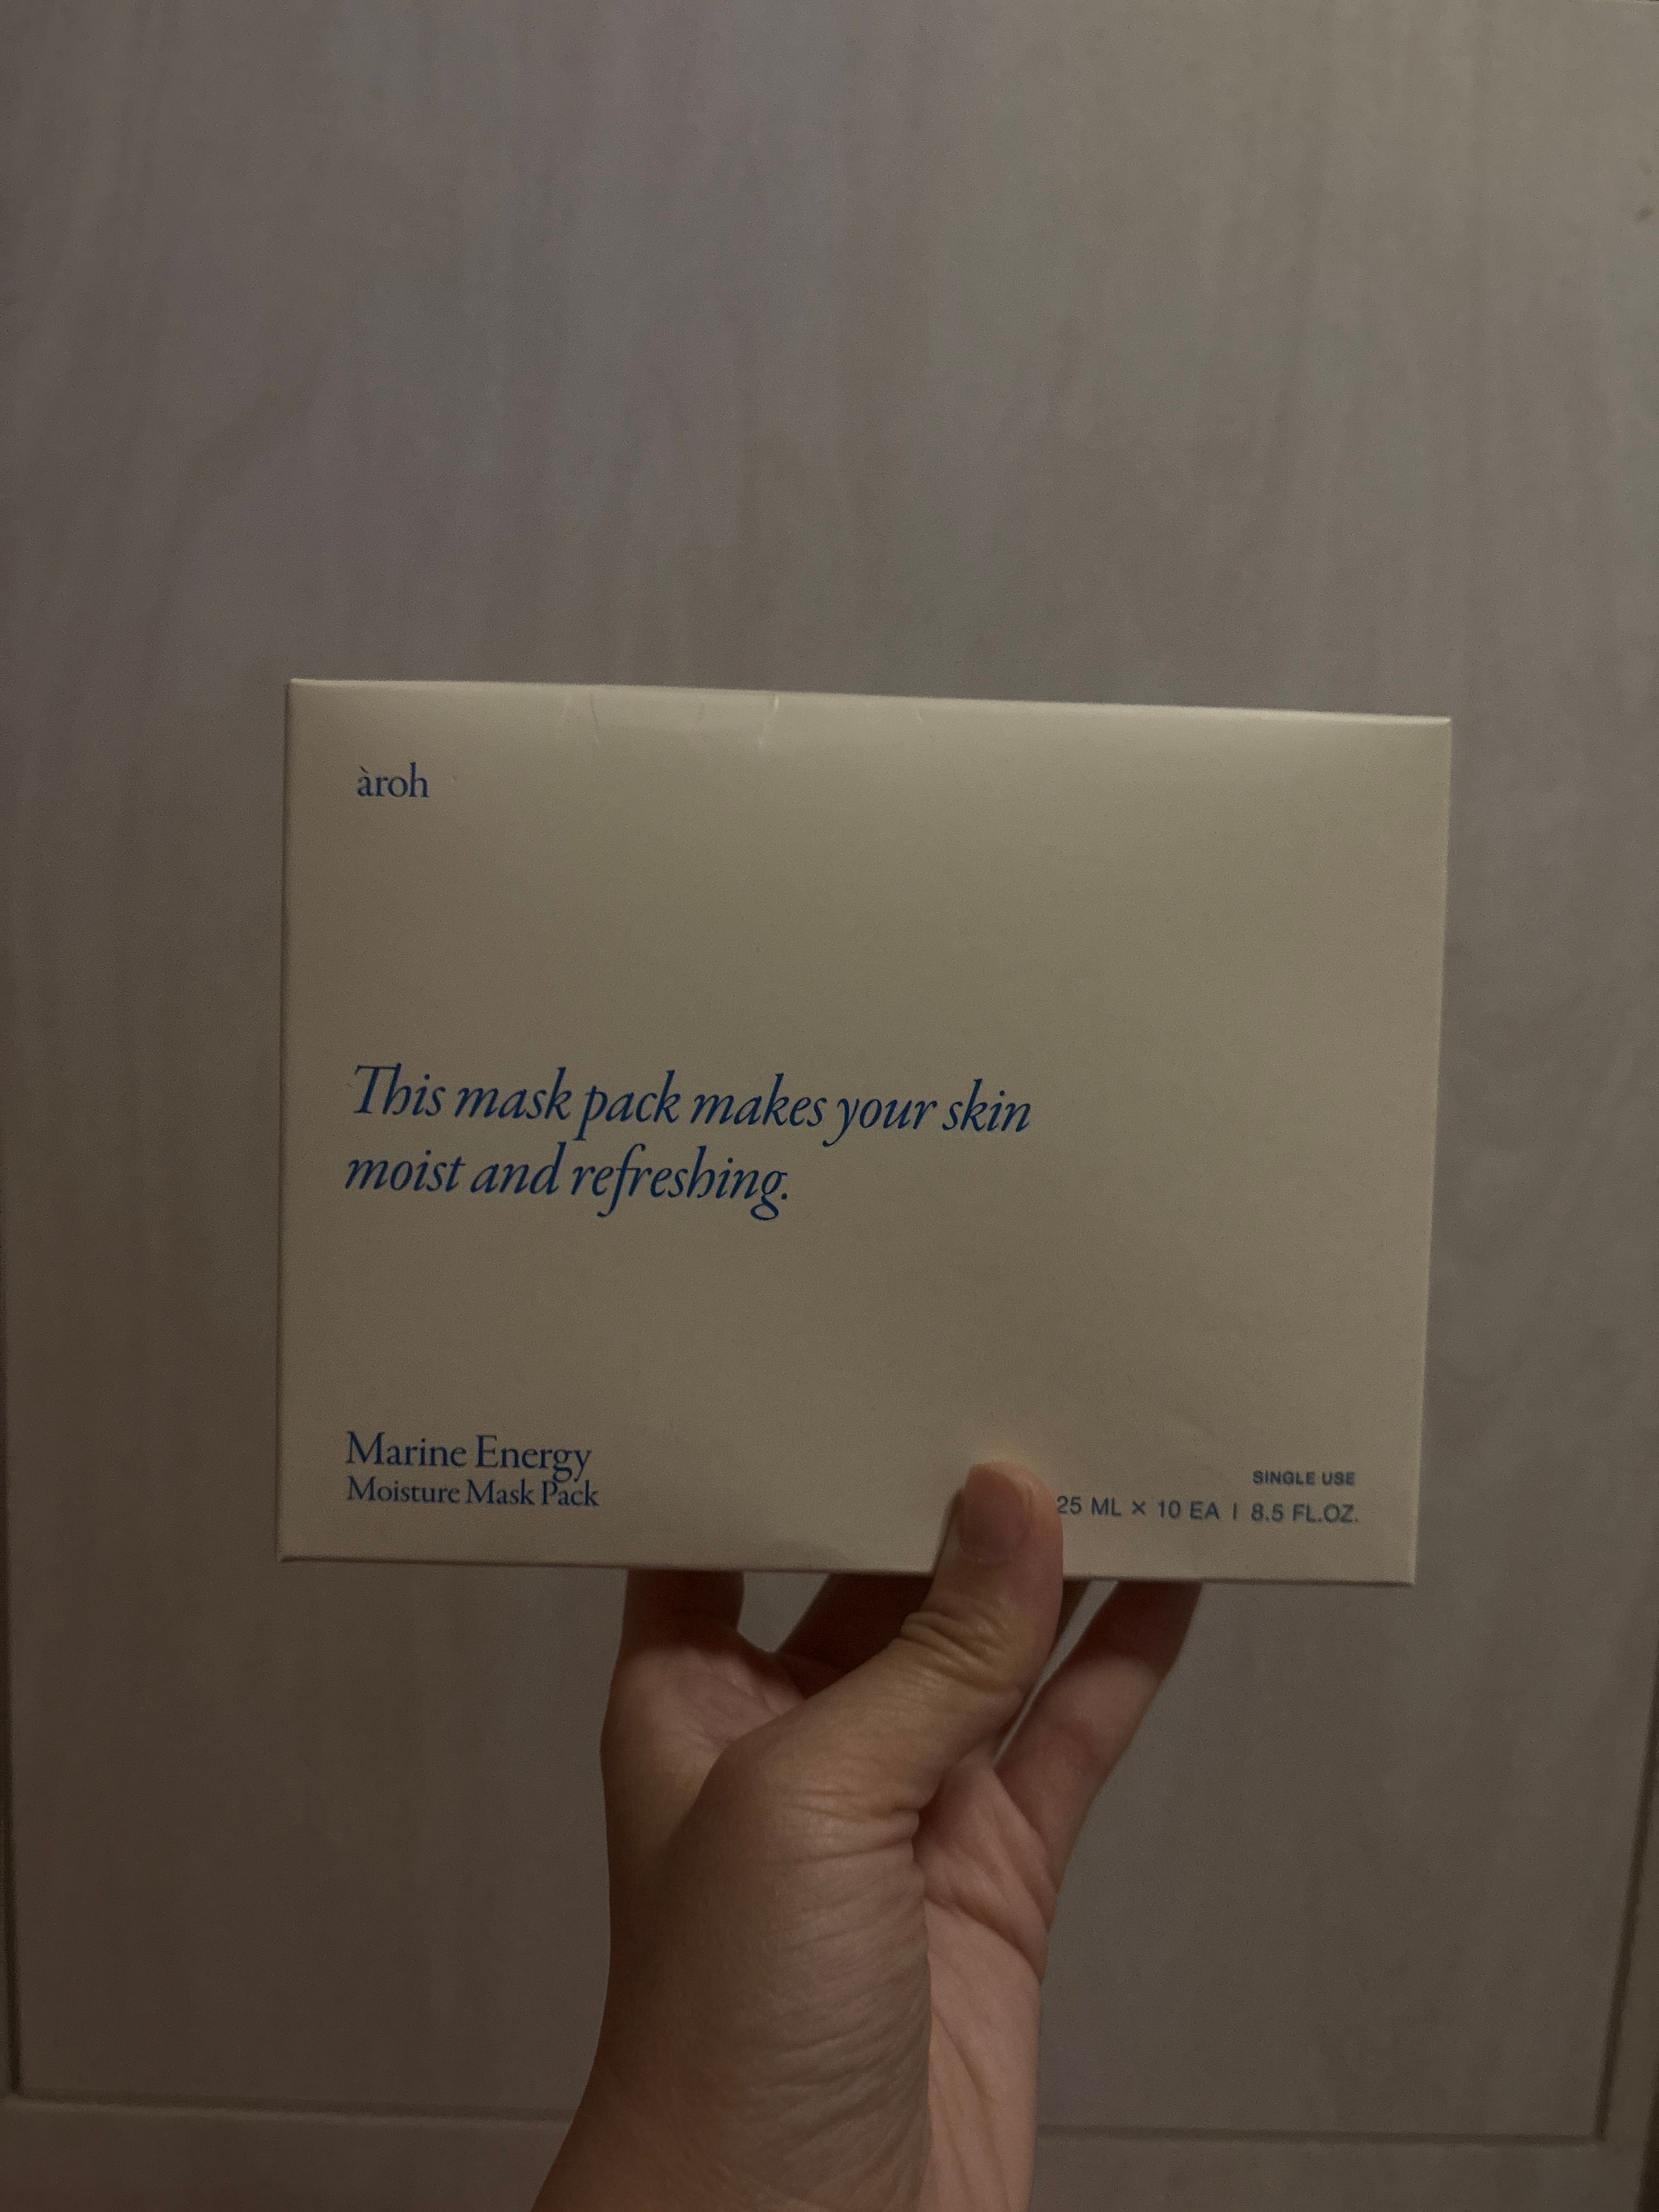 àroh
This mask pack makes your skin
moist and refreshing.
Marine Energy
Moisture Mask Pack
SINGLE USE
25 ML × 10 EA | 8.5 FL.OZ.